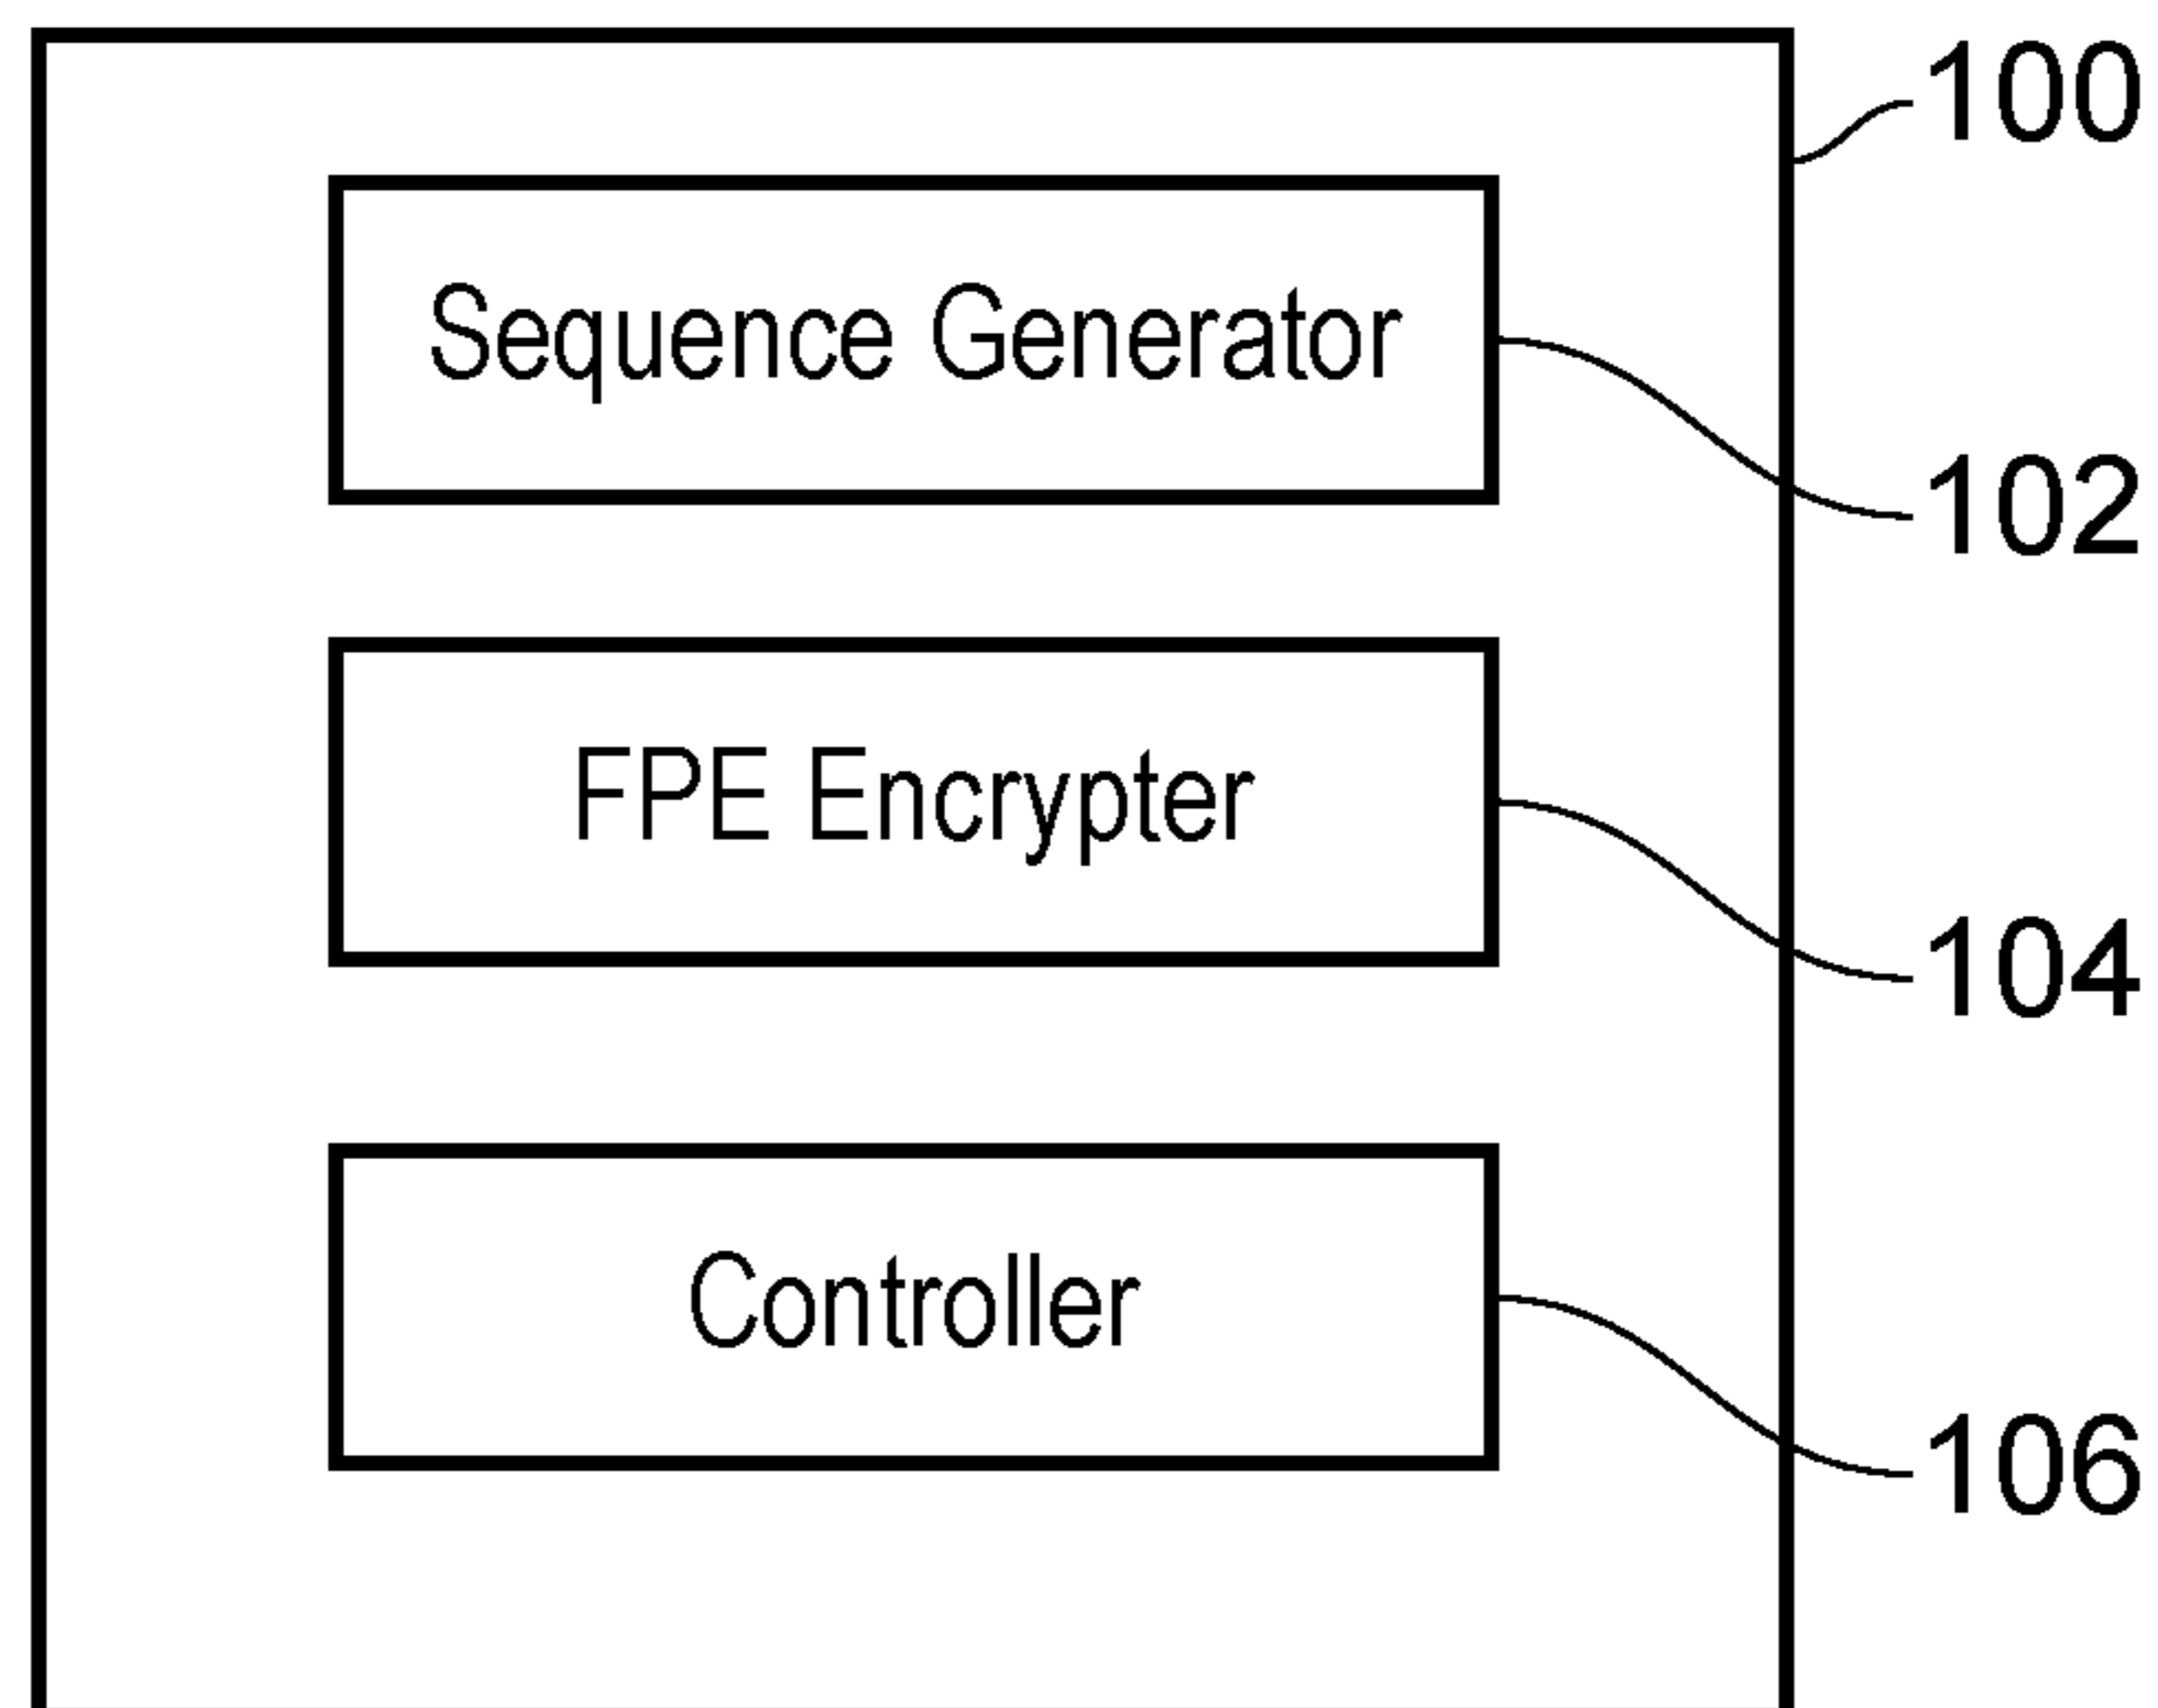 100
Sequence Generator
102
FPE Encrypter
104
Controller
106